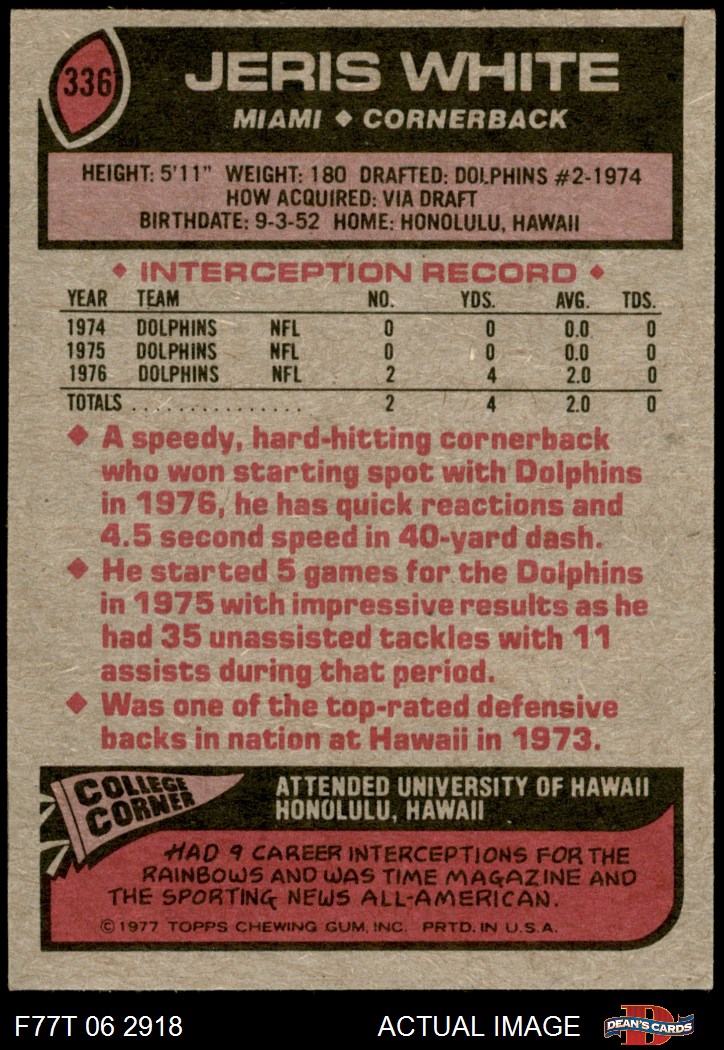 336
JERIS WHITE
MIAMI ◆ CORNERBACK
HEIGHT: 5'11" WEIGHT: 180 DRAFTED: DOLPHINS #2-1974
HOW ACQUIRED: VIA DRAFT
BIRTHDATE: 9-3-52 HOME: HONOLULU, HAWAII
◆ INTERCEPTION RECORD ◆
YEAR TEAM NO. YDS. AVG. TDS.
1974 DOLPHINS NFL 0 0 0.0 0
1975 DOLPHINS NFL 0 0 0.0 0
1976 DOLPHINS NFL 2 4 2.0 0
TOTALS ................ 2 4 2.0 0
◆ A speedy, hard-hitting cornerback
who won starting spot with Dolphins
in 1976, he has quick reactions and
4.5 second speed in 40-yard dash.
◆ He started 5 games for the Dolphins
in 1975 with impressive results as he
had 35 unassisted tackles with 11
assists during that period.
◆ Was one of the top-rated defensive
backs in nation at Hawaii in 1973.
COLLEGE
CORNER
ATTENDED UNIVERSITY OF HAWAII
HONOLULU, HAWAII
HAD 9 CAREER INTERCEPTIONS FOR THE
RAINBOWS AND WAS TIME MAGAZINE AND
THE SPORTING NEWS ALL-AMERICAN.
©1977 TOPPS CHEWING GUM, INC. PRTD. IN U.S.A.
F77T 06 2918 ACTUAL IMAGE
D
DEAN'S CARDS